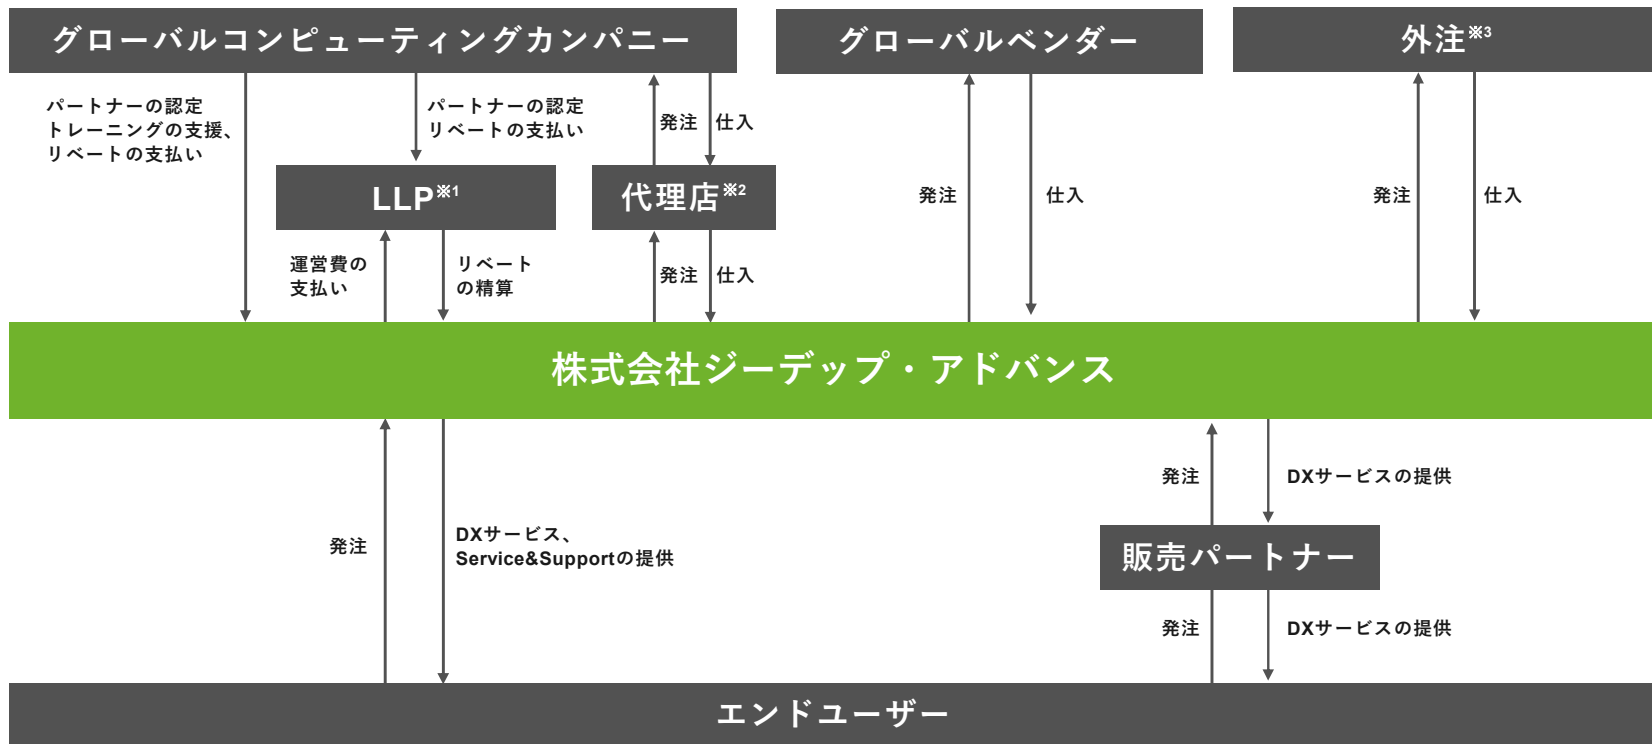 グローバルコンピューティングカンパニー
グローバルベンダー
外注※3
パートナーの認定
トレーニングの支援、
リベートの支払い
パートナーの認定
リベートの支払い
発注
仕入
LLP※1
代理店※2
発注
仕入
発注
仕入
運営費の
支払い
リベート
の精算
発注
仕入
株式会社ジーデップ・アドバンス
発注
DXサービス、
Service&Supportの提供
発注
DXサービスの提供
販売パートナー
発注
DXサービスの提供
エンドユーザー